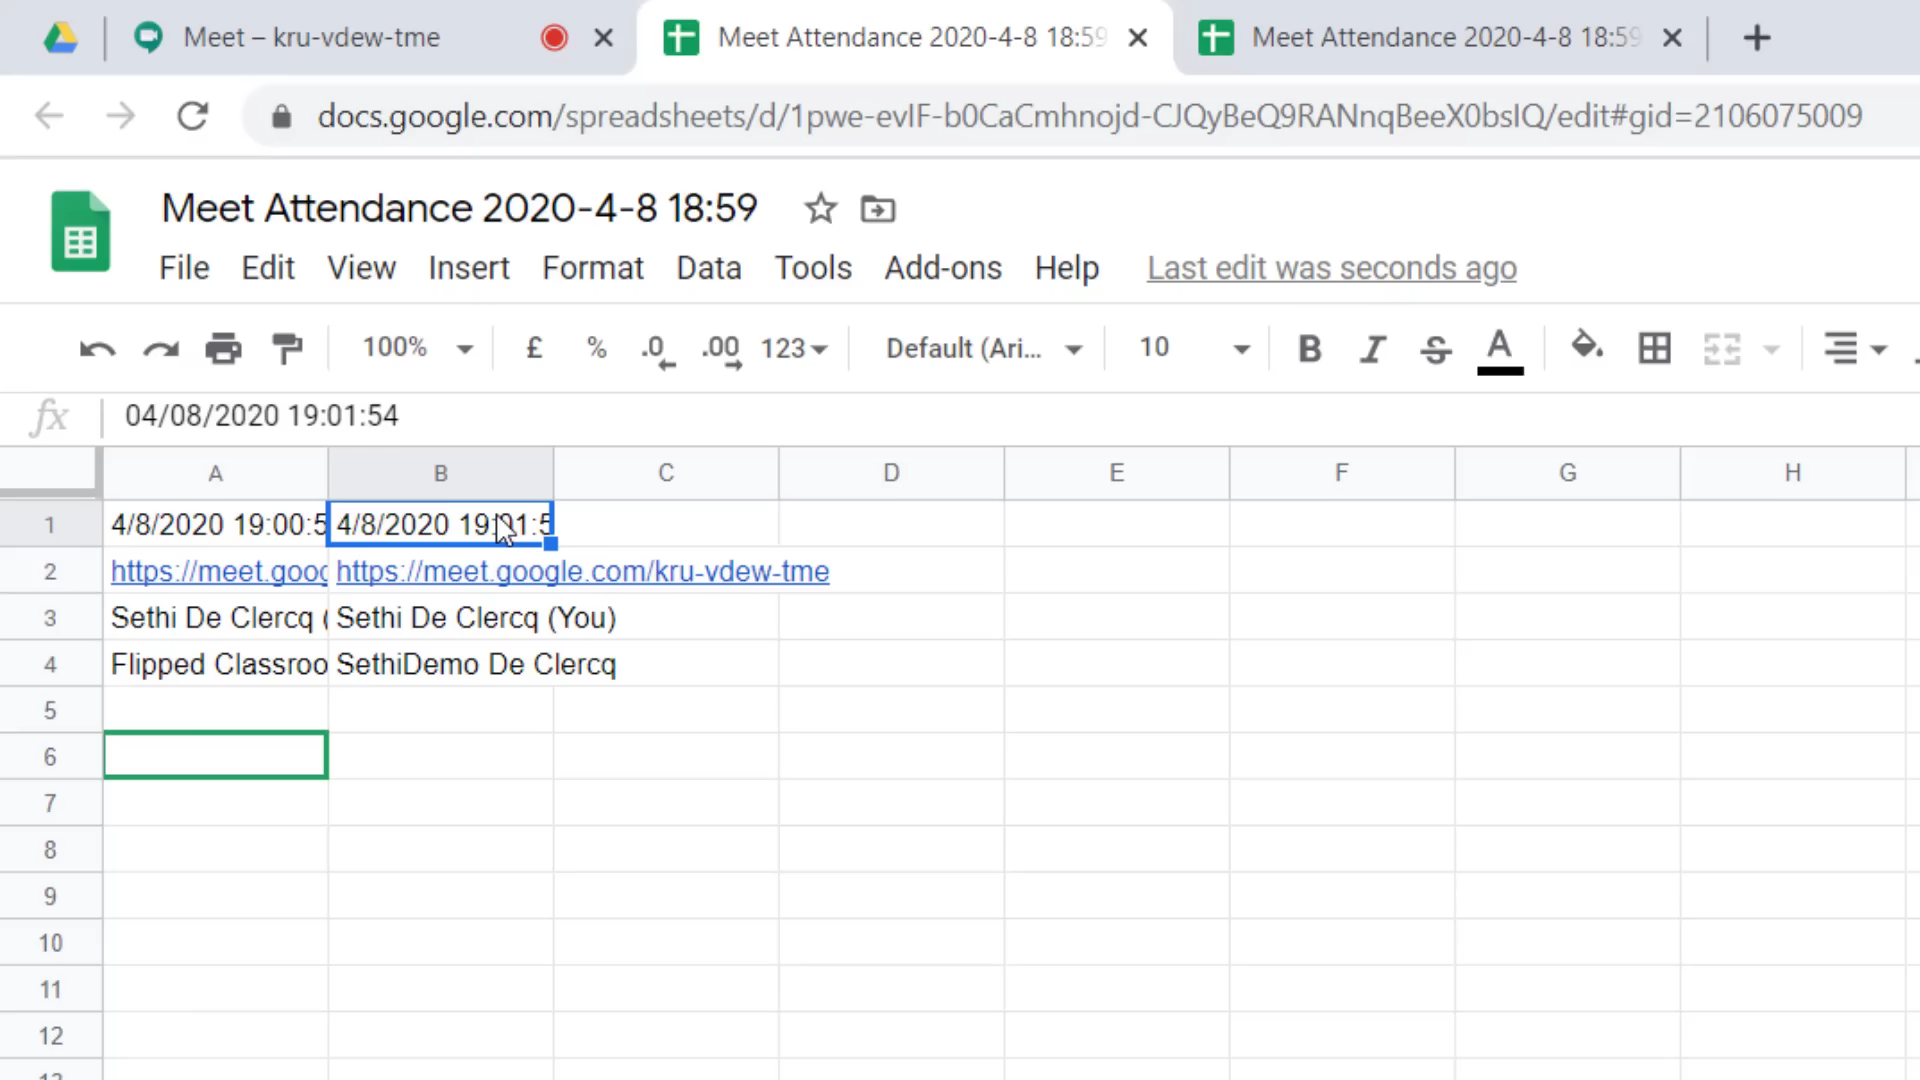 Meet – kru-vdew-tme
Meet Attendance 2020-4-8 18:59
Meet Attendance 2020-4-8 18:59
docs.google.com/spreadsheets/d/1pwe-evIF-b0CaCmhnojd-CJQyBeQ9RANnqBeeX0bsIQ/edit#gid=2106075009
Meet Attendance 2020-4-8 18:59
File Edit View Insert Format Data Tools Add-ons Help Last edit was seconds ago
100% £ % .0 .00 123 Default (Ari... 10 B I S A
fx 04/08/2020 19:01:54
A B C D E F G H
1 4/8/2020 19:00:5 4/8/2020 19:01:5
2 https://meet.goog https://meet.google.com/kru-vdew-tme
3 Sethi De Clercq ( Sethi De Clercq (You)
4 Flipped Classroo SethiDemo De Clercq
5
6
7
8
9
10
11
12
13